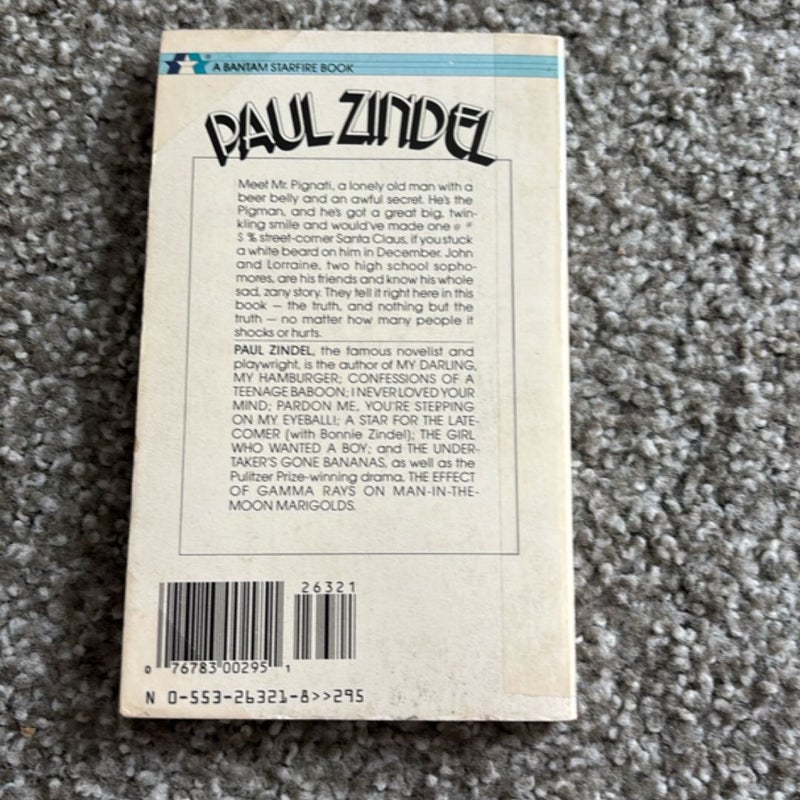 A BANTAM STARFIRE BOOK
PAUL ZINDEL
Meet Mr. Pignati, a lonely old man with a
beer belly and an awful secret. He's the
Pigman, and he's got a great big, twin-
kling smile and would've made one @ #
$ % street-corner Santa Claus, if you stuck
a white beard on him in December. John
and Lorraine, two high school sopho-
mores, are his friends and know his whole
sad, zany story. They tell it right here in this
book — the truth, and nothing but the
truth — no matter how many people it
shocks or hurts.
PAUL ZINDEL, the famous novelist and
playwright, is the author of MY DARLING,
MY HAMBURGER; CONFESSIONS OF A
TEENAGE BABOON; I NEVER LOVED YOUR
MIND; PARDON ME, YOU'RE STEPPING
ON MY EYEBALL!; A STAR FOR THE LATE-
COMER (with Bonnie Zindel); THE GIRL
WHO WANTED A BOY; and THE UNDER-
TAKER'S GONE BANANAS, as well as the
Pulitzer Prize-winning drama, THE EFFECT
OF GAMMA RAYS ON MAN-IN-THE-
MOON MARIGOLDS.
26321
0 76783 00295 1
N 0-553-26321-8>>295